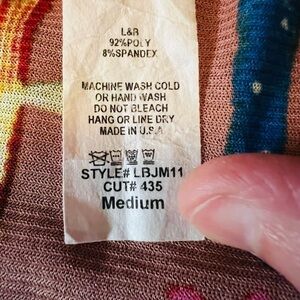 L&B
92%POLY
8%SPANDEX
MACHINE WASH COLD
OR HAND WASH
DO NOT BLEACH
HANG OR LINE DRY
MADE IN U.S.A
STYLE# LBJM11
CUT# 435
Medium